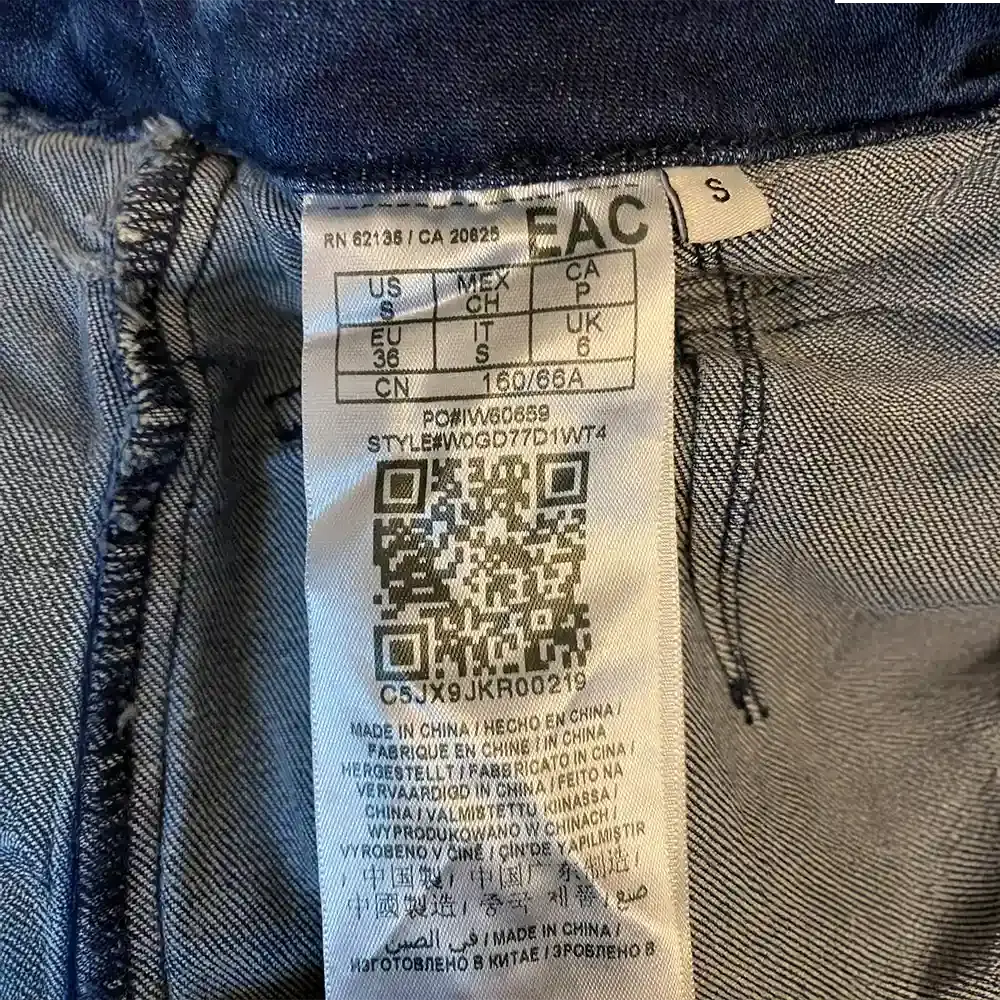 S
RN 62136 / CA 20625 EAC
US MEX CA
S CH P
EU IT UK
36 S 6
CN 160/66A
PO#IW60659
STYLE#W0GD77D1WT4
C5JX9JKR00219
MADE IN CHINA / HECHO EN CHINA /
FABRIQUE EN CHINE / IN CHINA
HERGESTELLT / FABBRICATO IN CINA /
VERVAARDIGD IN CHINA / FEITO NA
CHINA / VALMISTETTU KIINASSA /
WYPRODUKOWANO W CHINACH /
VYROBENO V ČÍNĚ / ÇİN'DE YAPILMIŞTIR
/ 中国製 / 中国厂 制造 /
中國製造 / 중국 제품 / صنع
في الصين / MADE IN CHINA /
ИЗГОТОВЛЕНО В КИТАЕ / ЗРОБЛЕНО В